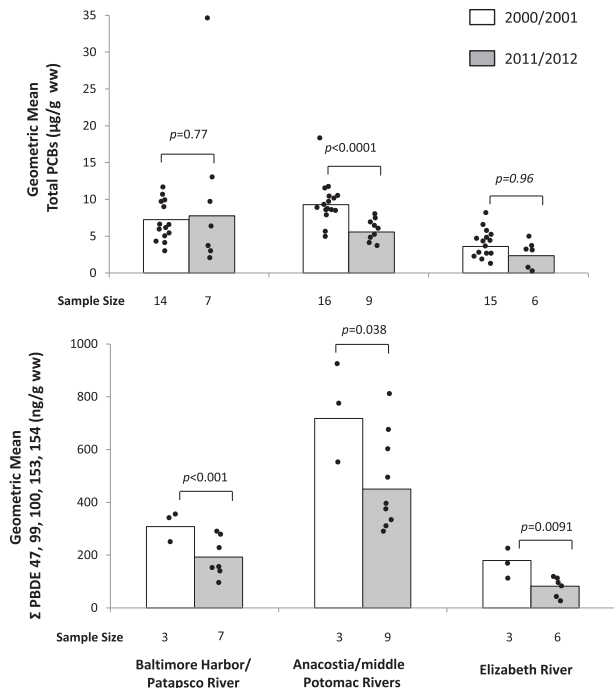 2000/2001
2011/2012
Geometric Mean
Total PCBs (µg/g ww)
35
30
25
20
15
10
5
0
p=0.77
p<0.0001
p=0.96
Sample Size 14 7 16 9 15 6
Geometric Mean
Σ PBDE 47, 99, 100, 153, 154 (ng/g ww)
1000
800
600
400
200
0
p<0.001
p=0.038
p=0.0091
Sample Size 3 7 3 9 3 6
Baltimore Harbor/
Patapsco River
Anacostia/middle
Potomac Rivers
Elizabeth River